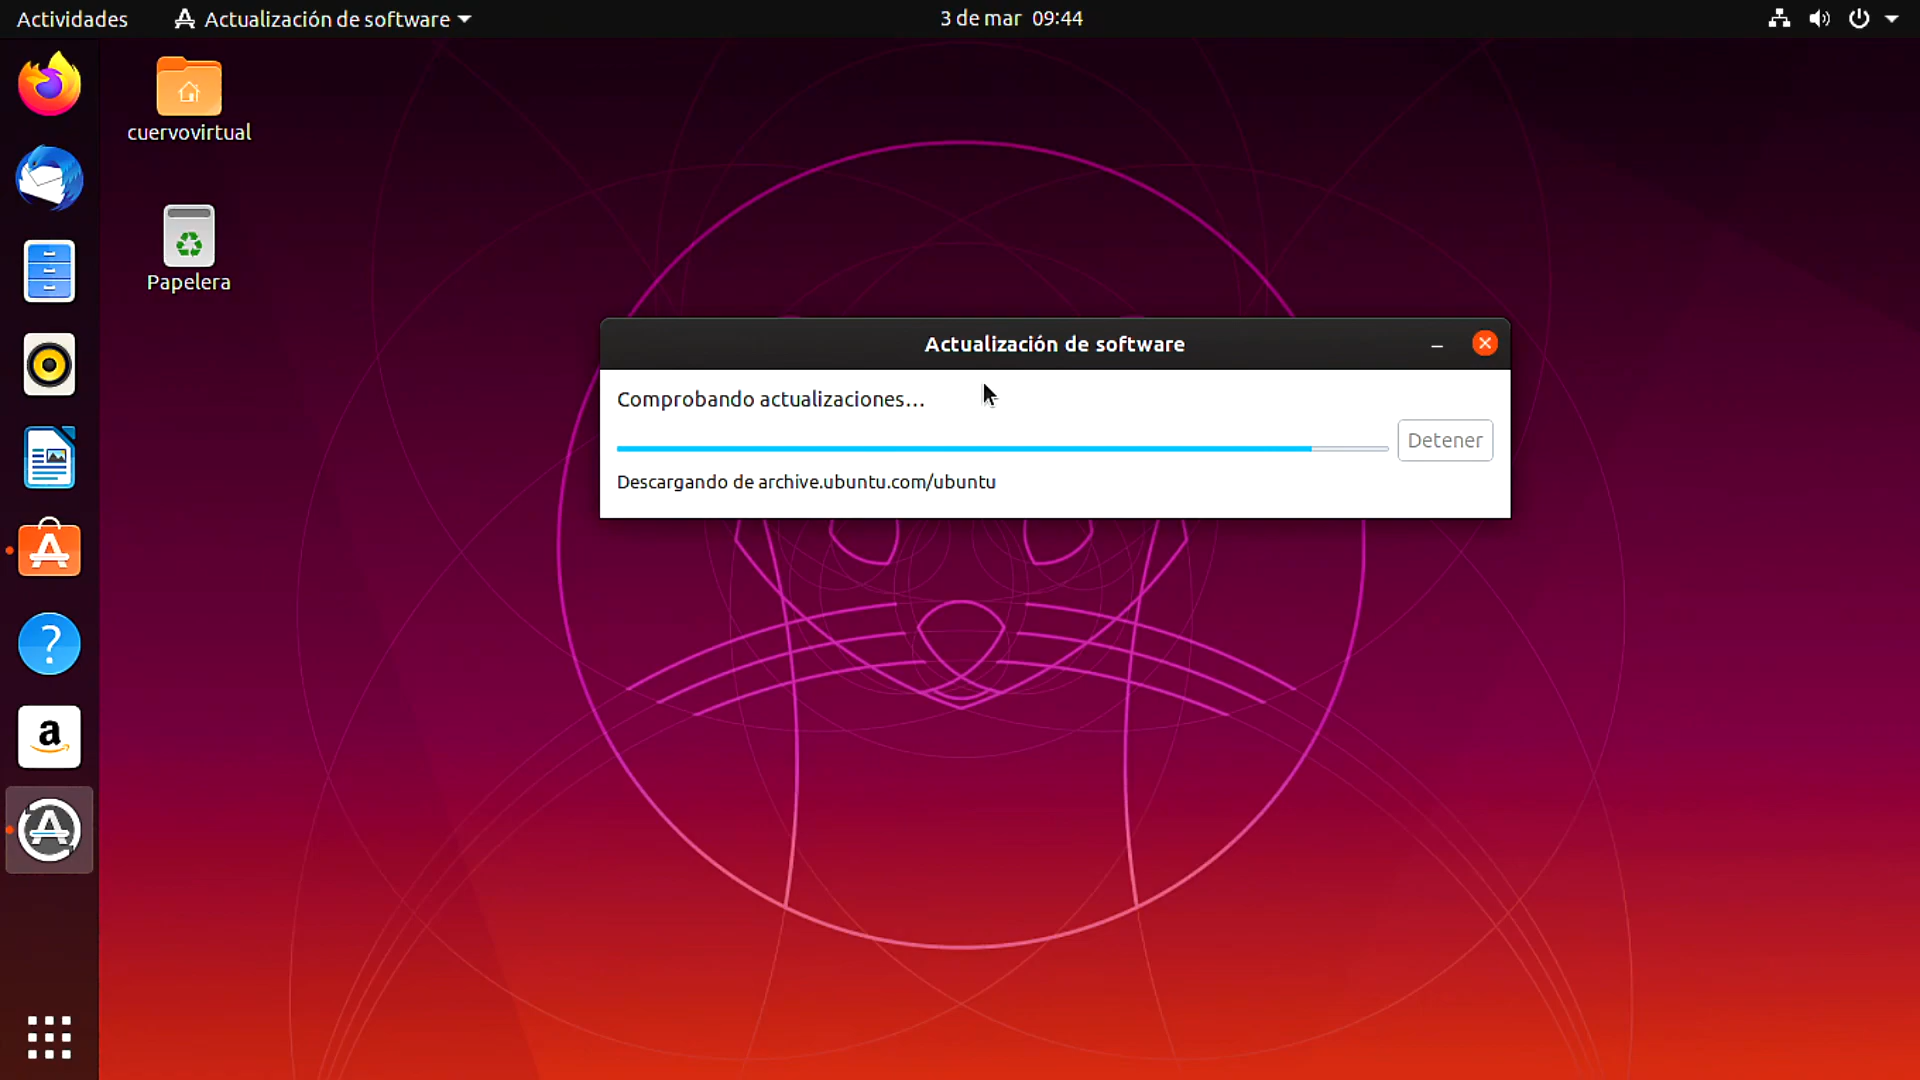 Actividades
Actualización de software
3 de mar 09:44
cuervovirtual
Papelera
Actualización de software
Comprobando actualizaciones…
Detener
Descargando de archive.ubuntu.com/ubuntu
?
a